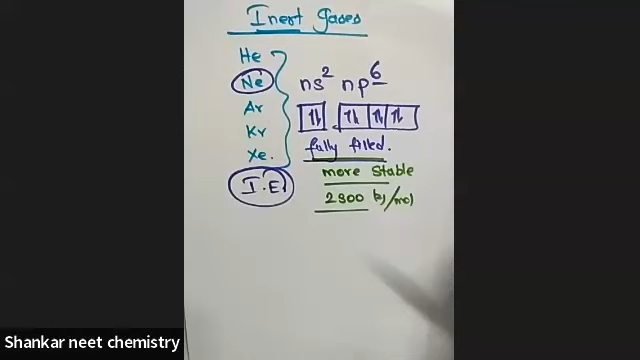 Inert gases
He
Ne
Ar
Kr
Xe.
I.E
ns² np⁶
fully filled.
more stable
2300 kJ/mol
Shankar neet chemistry